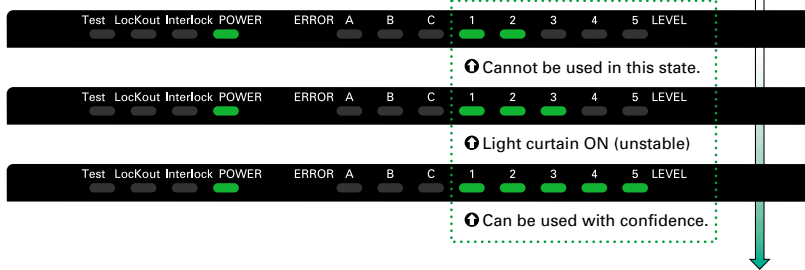 Test LocKout Interlock POWER ERROR A B C 1 2 3 4 5 LEVEL
Cannot be used in this state.
Test LocKout Interlock POWER ERROR A B C 1 2 3 4 5 LEVEL
Light curtain ON (unstable)
Test LocKout Interlock POWER ERROR A B C 1 2 3 4 5 LEVEL
Can be used with confidence.